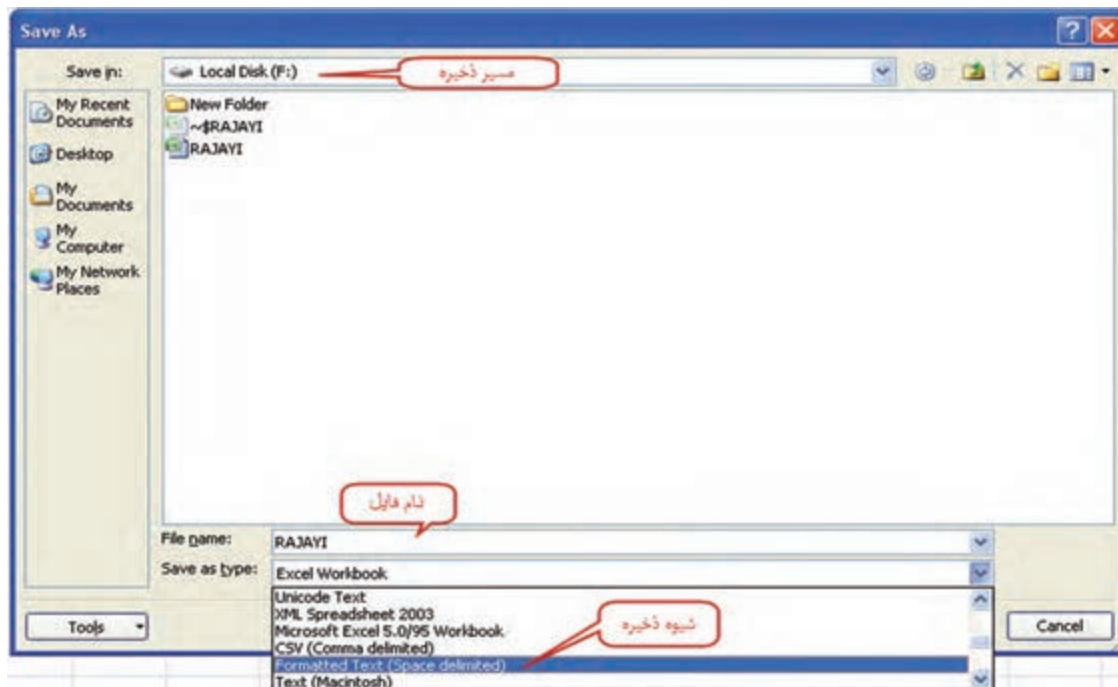 Save As
Save in:
Local Disk (F:)
مسیر ذخیره
My Recent
Documents
Desktop
My
Documents
My
Computer
My Network
Places
New Folder
~$RAJAYI
RAJAYI
نام فایل
File name:
RAJAYI
Save as type:
Excel Workbook
Unicode Text
XML Spreadsheet 2003
Microsoft Excel 5.0/95 Workbook
CSV (Comma delimited)
Formatted Text (Space delimited)
Text (Macintosh)
شیوه ذخیره
Tools
Cancel